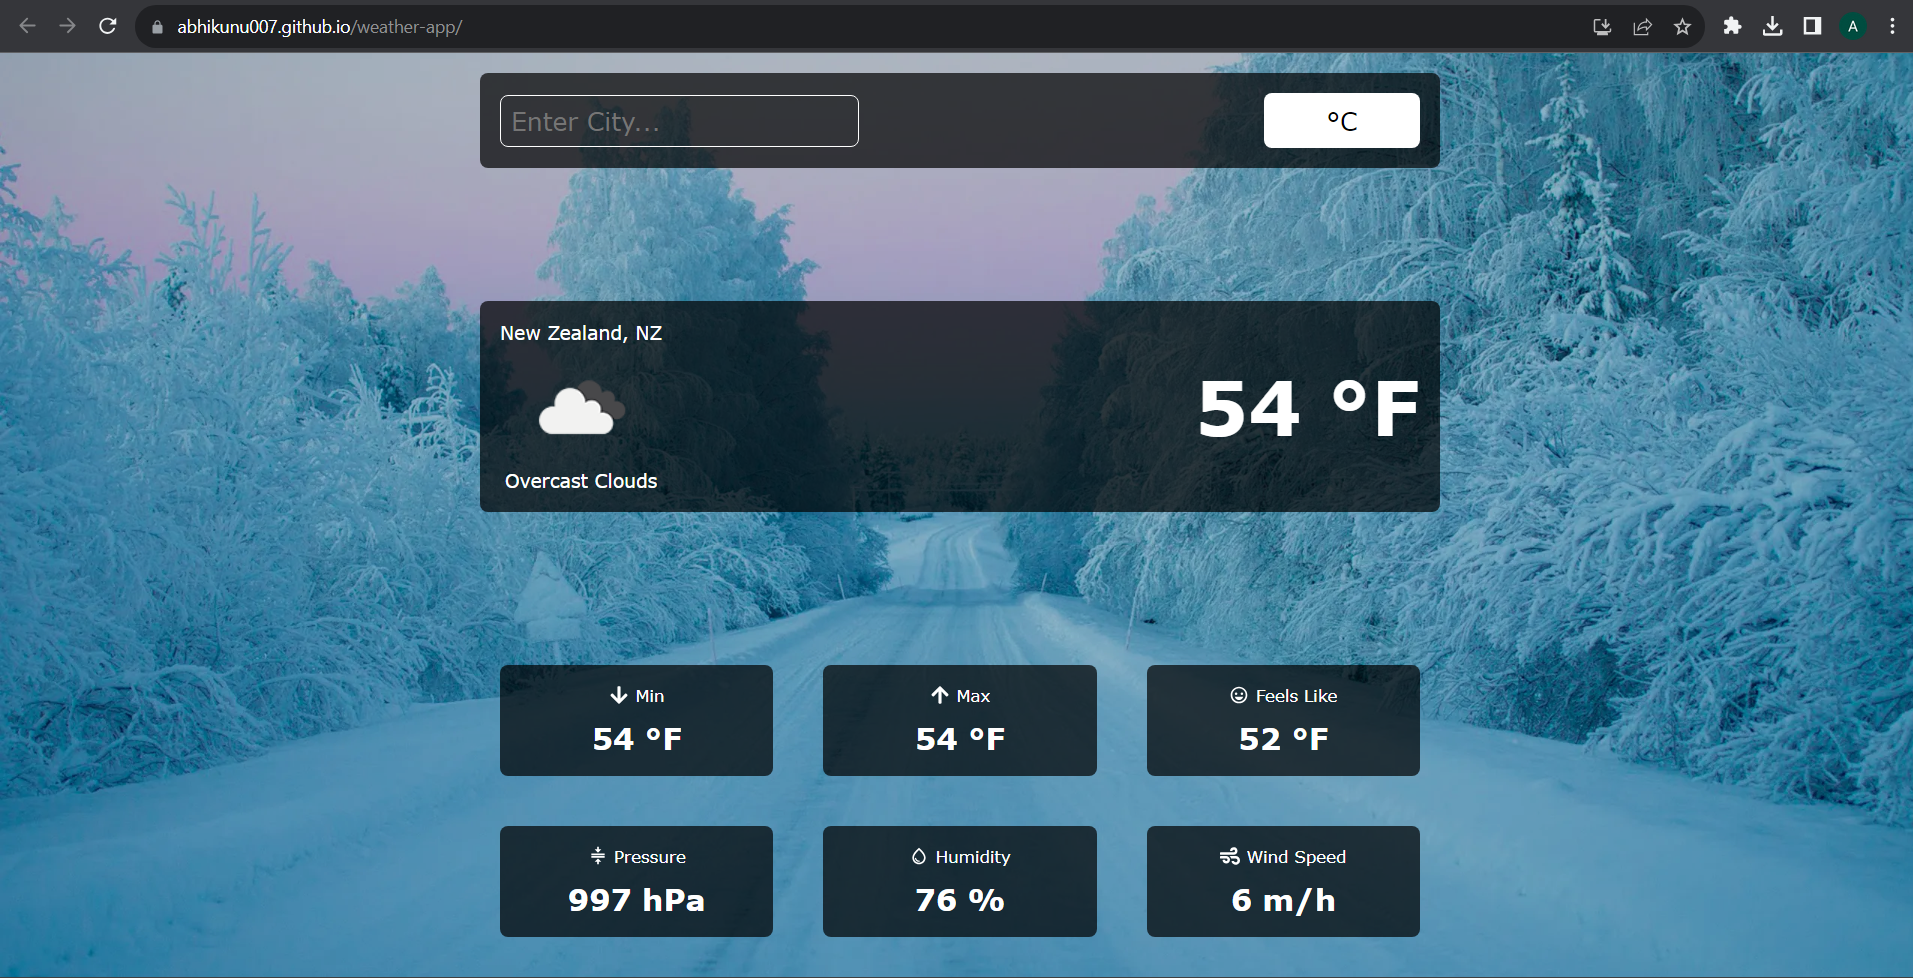 abhikunu007.github.io/weather-app/
A
Enter City...
°C
New Zealand, NZ
54 °F
Overcast Clouds
Min
54 °F
Max
54 °F
Feels Like
52 °F
Pressure
997 hPa
Humidity
76 %
Wind Speed
6 m/h